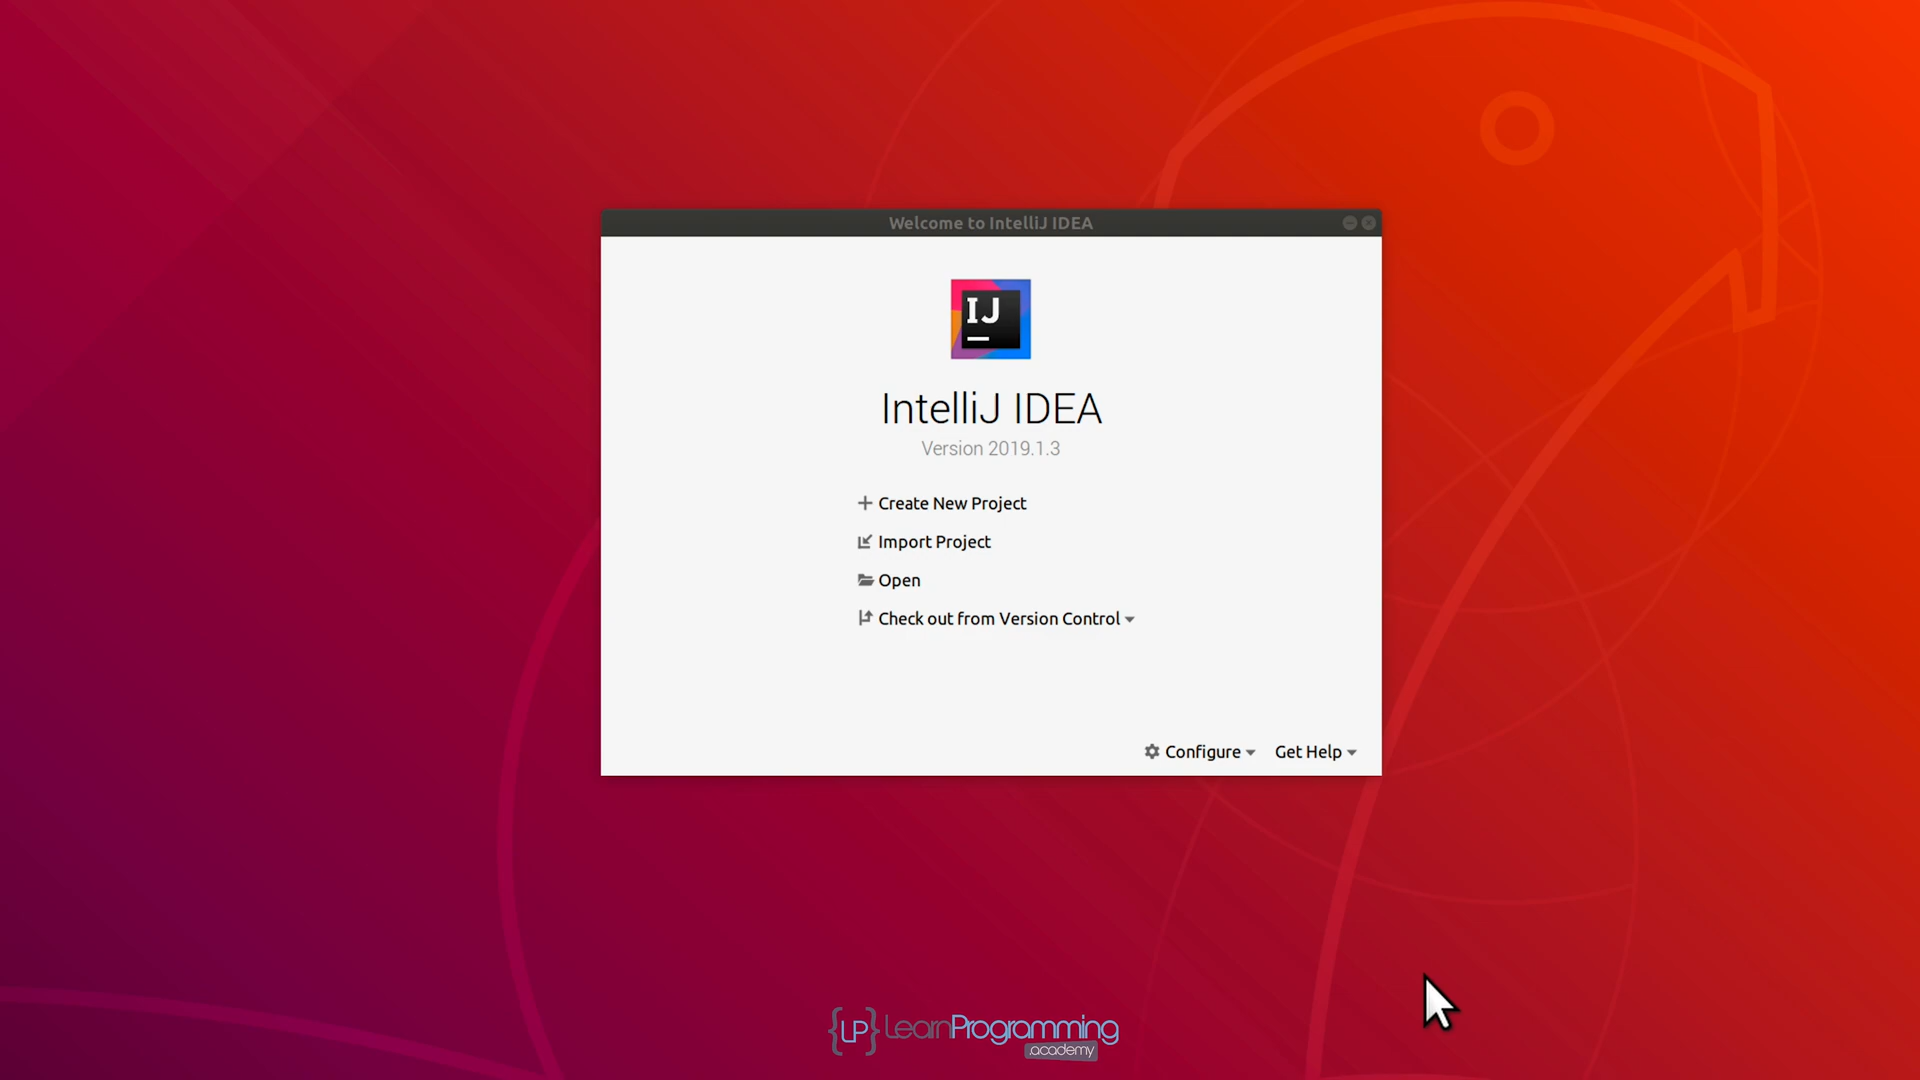 Welcome to IntelliJ IDEA
IJ
IntelliJ IDEA
Version 2019.1.3
Create New Project
Import Project
Open
Check out from Version Control
Configure
Get Help
{LP} LearnProgramming
.academy